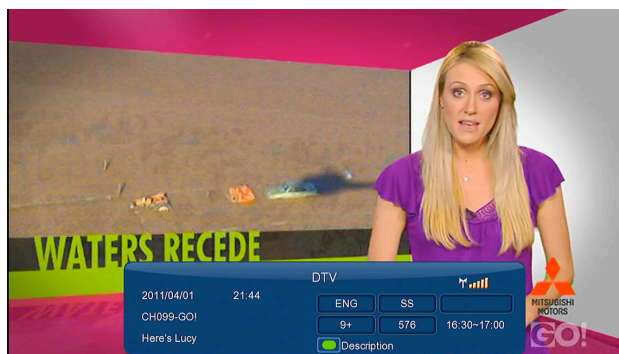 WATERS RECEDE
DTV
2011/04/01 21:44
ENG SS
CH099-GO!
9+ 576 16:30~17:00
Here's Lucy
Description
MITSUBISHI
MOTORS
GO!